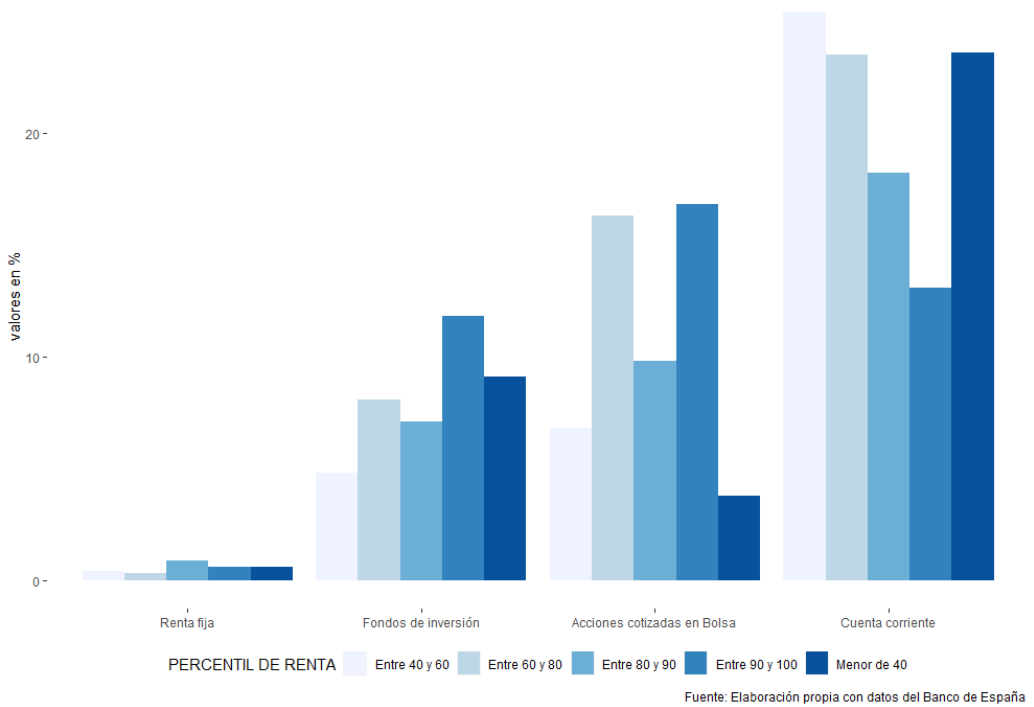 20
valores en %
10
0
Renta fija
Fondos de inversión
Acciones cotizadas en Bolsa
Cuenta corriente
PERCENTIL DE RENTA
Entre 40 y 60
Entre 60 y 80
Entre 80 y 90
Entre 90 y 100
Menor de 40
Fuente: Elaboración propia con datos del Banco de España